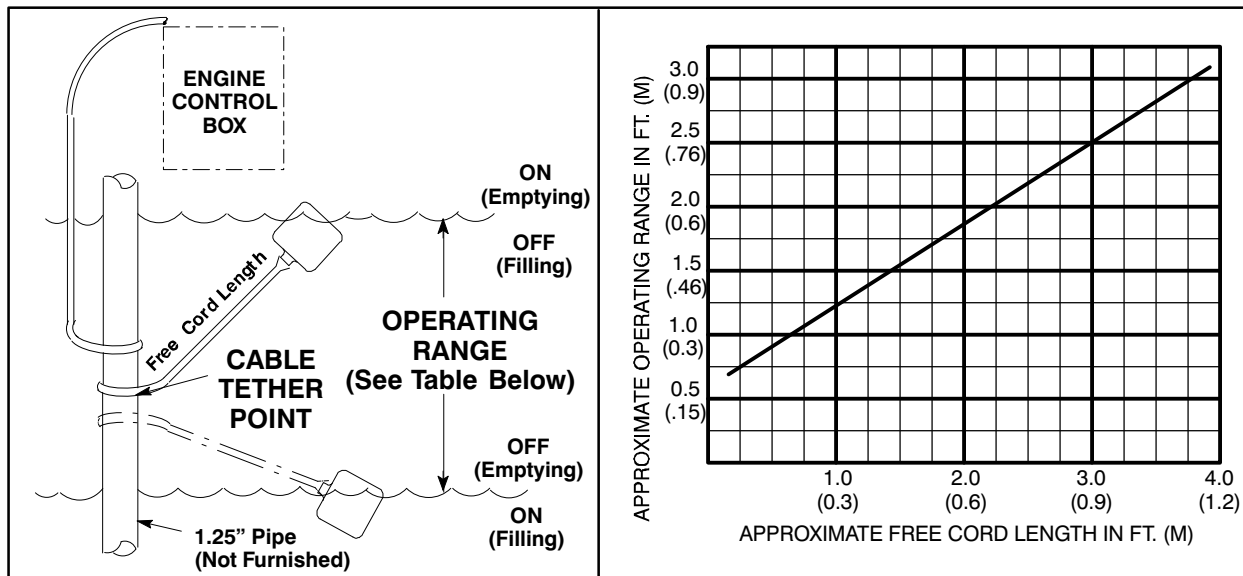 ENGINE
CONTROL
BOX
ON
(Emptying)
OFF
(Filling)
Free Cord Length
OPERATING
RANGE
(See Table Below)
CABLE
TETHER
POINT
OFF
(Emptying)
ON
(Filling)
1.25” Pipe
(Not Furnished)
APPROXIMATE OPERATING RANGE IN FT. (M)
3.0
(0.9)
2.5
(.76)
2.0
(0.6)
1.5
(.46)
1.0
(0.3)
0.5
(.15)
1.0 2.0 3.0 4.0
(0.3) (0.6) (0.9) (1.2)
APPROXIMATE FREE CORD LENGTH IN FT. (M)